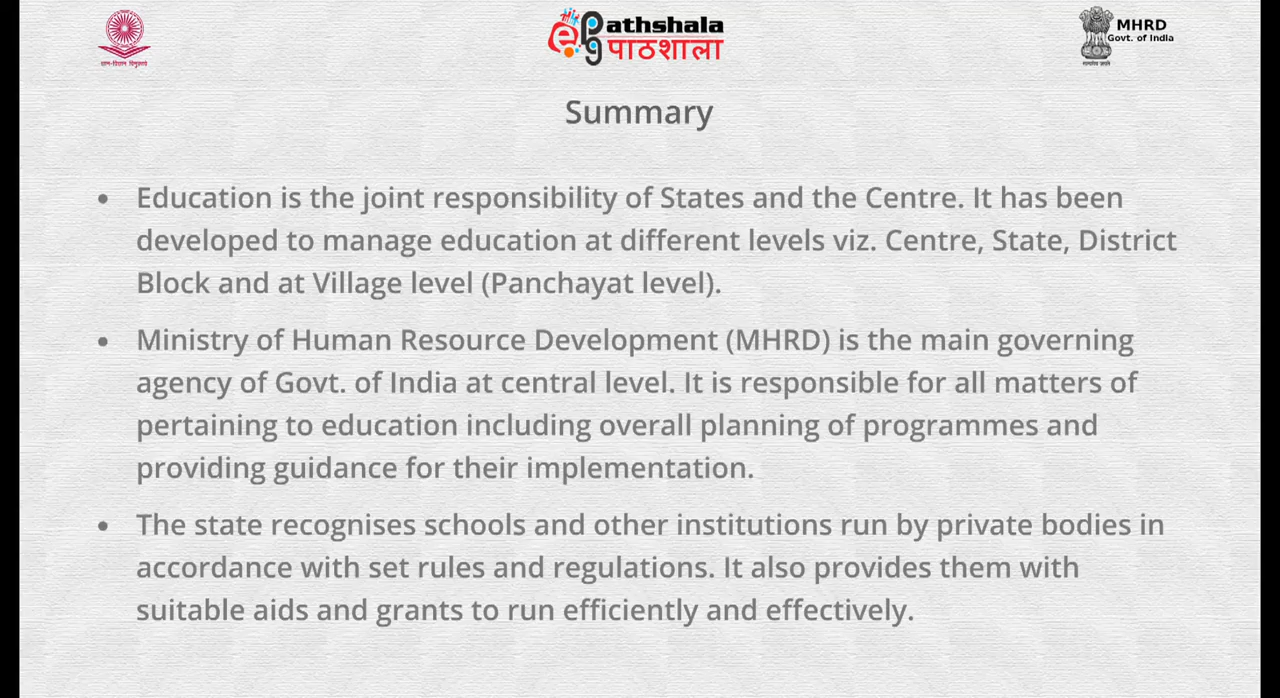 ज्ञान-विज्ञान विमुक्तये
epgathshala
पाठशाला
MHRD
Govt. of India
सत्यमेव जयते
Summary
• Education is the joint responsibility of States and the Centre. It has been
developed to manage education at different levels viz. Centre, State, District
Block and at Village level (Panchayat level).
• Ministry of Human Resource Development (MHRD) is the main governing
agency of Govt. of India at central level. It is responsible for all matters of
pertaining to education including overall planning of programmes and
providing guidance for their implementation.
• The state recognises schools and other institutions run by private bodies in
accordance with set rules and regulations. It also provides them with
suitable aids and grants to run efficiently and effectively.